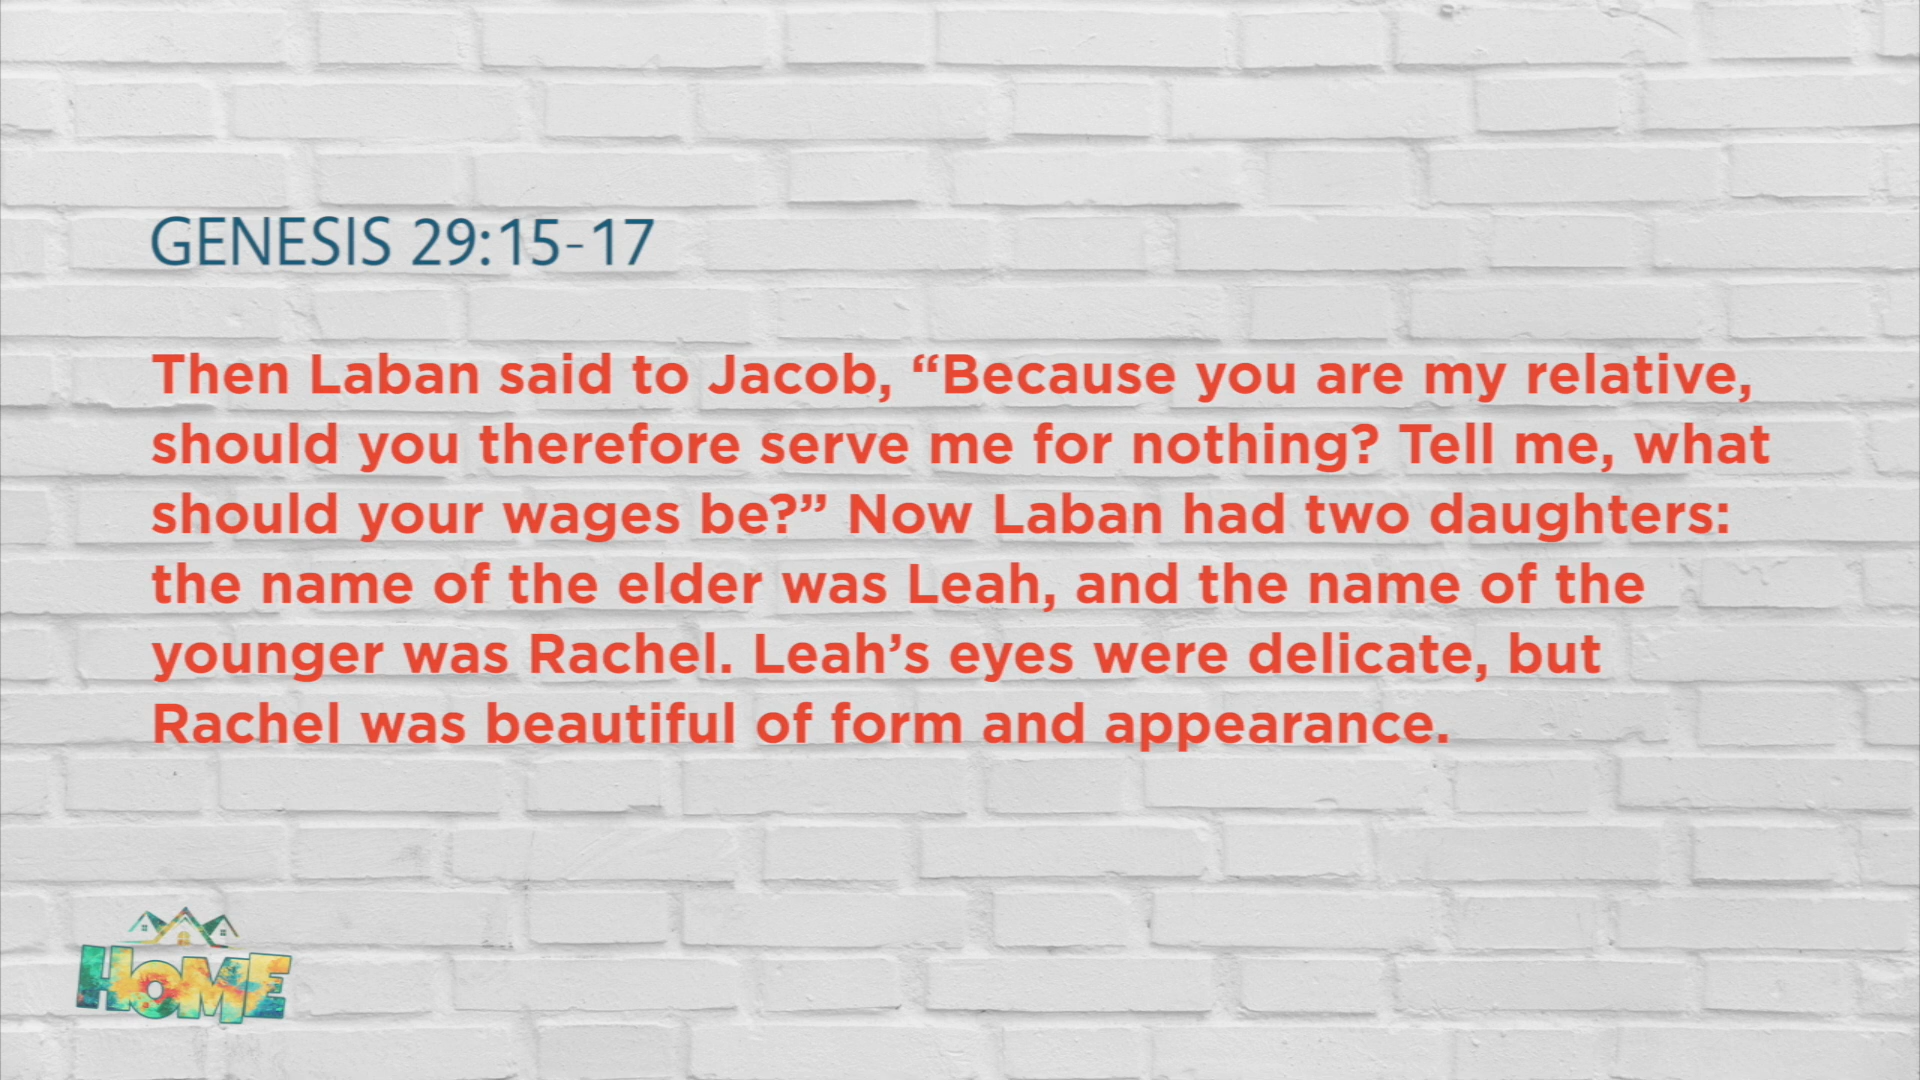 GENESIS 29:15-17
Then Laban said to Jacob, “Because you are my relative,
should you therefore serve me for nothing? Tell me, what
should your wages be?” Now Laban had two daughters:
the name of the elder was Leah, and the name of the
younger was Rachel. Leah’s eyes were delicate, but
Rachel was beautiful of form and appearance.
HOME